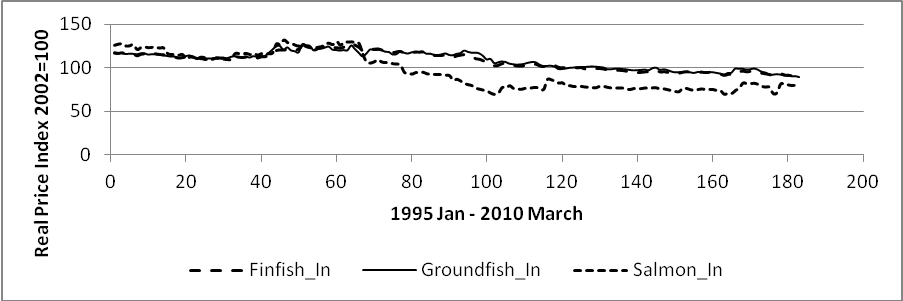 Real Price Index 2002=100
150
100
50
0
0 20 40 60 80 100 120 140 160 180 200
1995 Jan - 2010 March
Finfish_In Groundfish_In Salmon_In